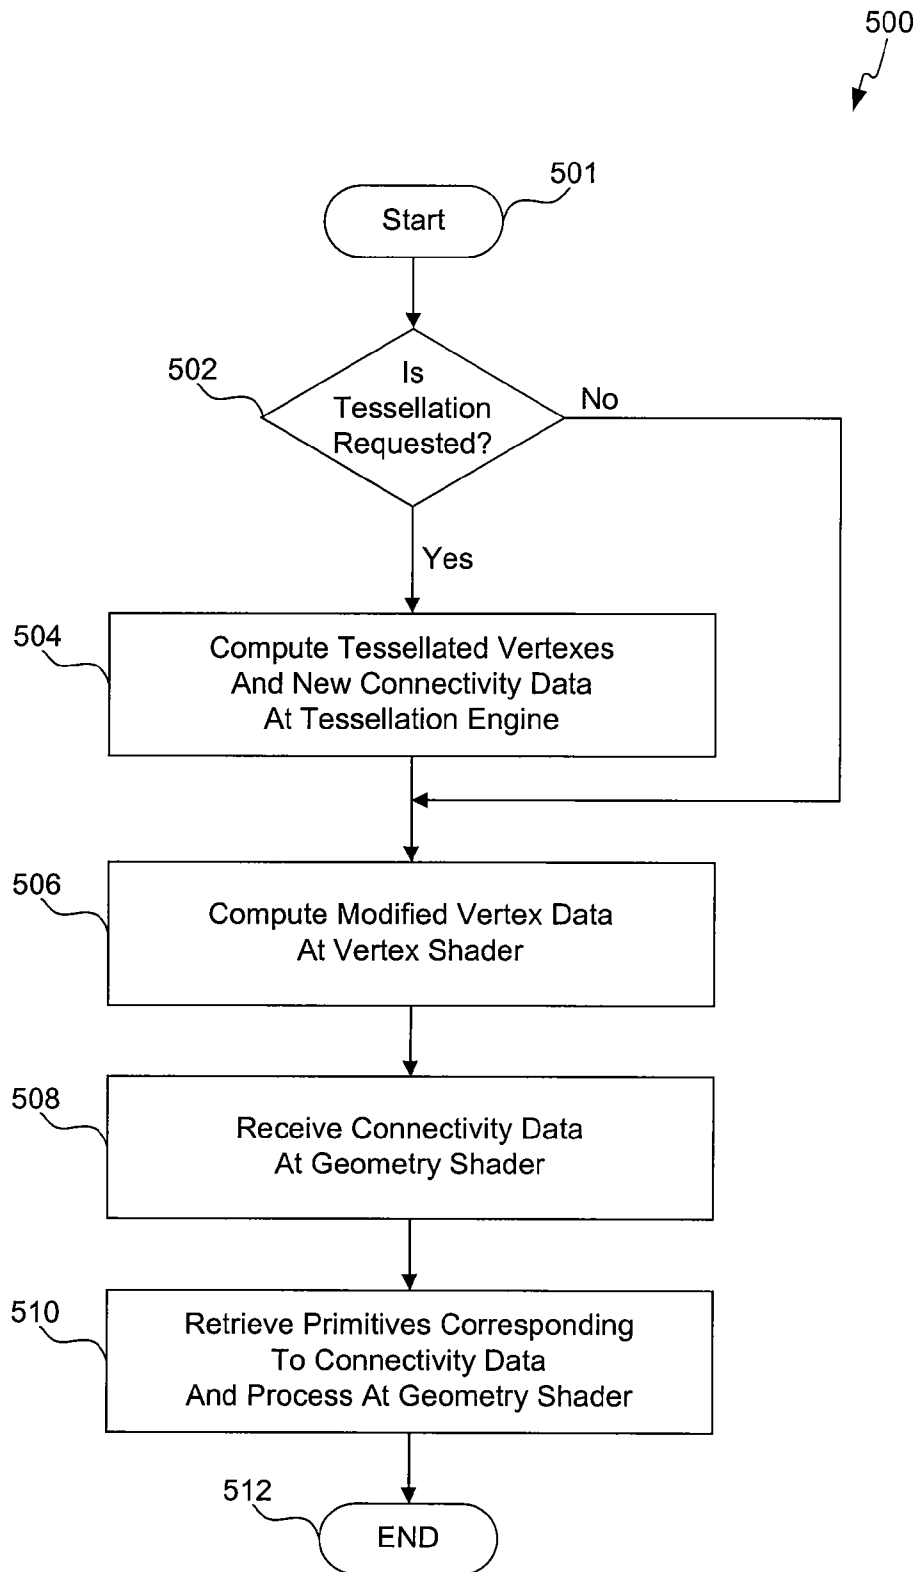 500
501
Start
502
Is
Tessellation
Requested?
No
Yes
504
Compute Tessellated Vertexes
And New Connectivity Data
At Tessellation Engine
506
Compute Modified Vertex Data
At Vertex Shader
508
Receive Connectivity Data
At Geometry Shader
510
Retrieve Primitives Corresponding
To Connectivity Data
And Process At Geometry Shader
512
END